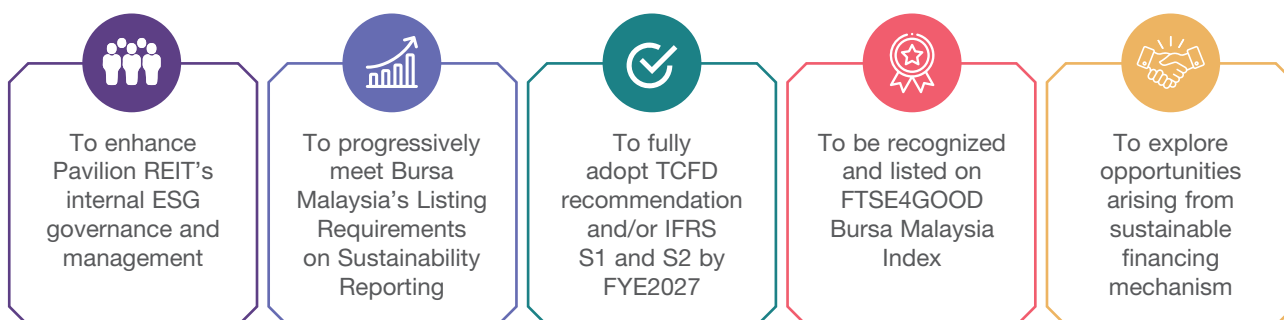 To enhance
Pavilion REIT's
internal ESG
governance and
management
To progressively
meet Bursa
Malaysia's Listing
Requirements
on Sustainability
Reporting
To fully
adopt TCFD
recommendation
and/or IFRS
S1 and S2 by
FYE2027
To be recognized
and listed on
FTSE4GOOD
Bursa Malaysia
Index
To explore
opportunities
arising from
sustainable
financing
mechanism